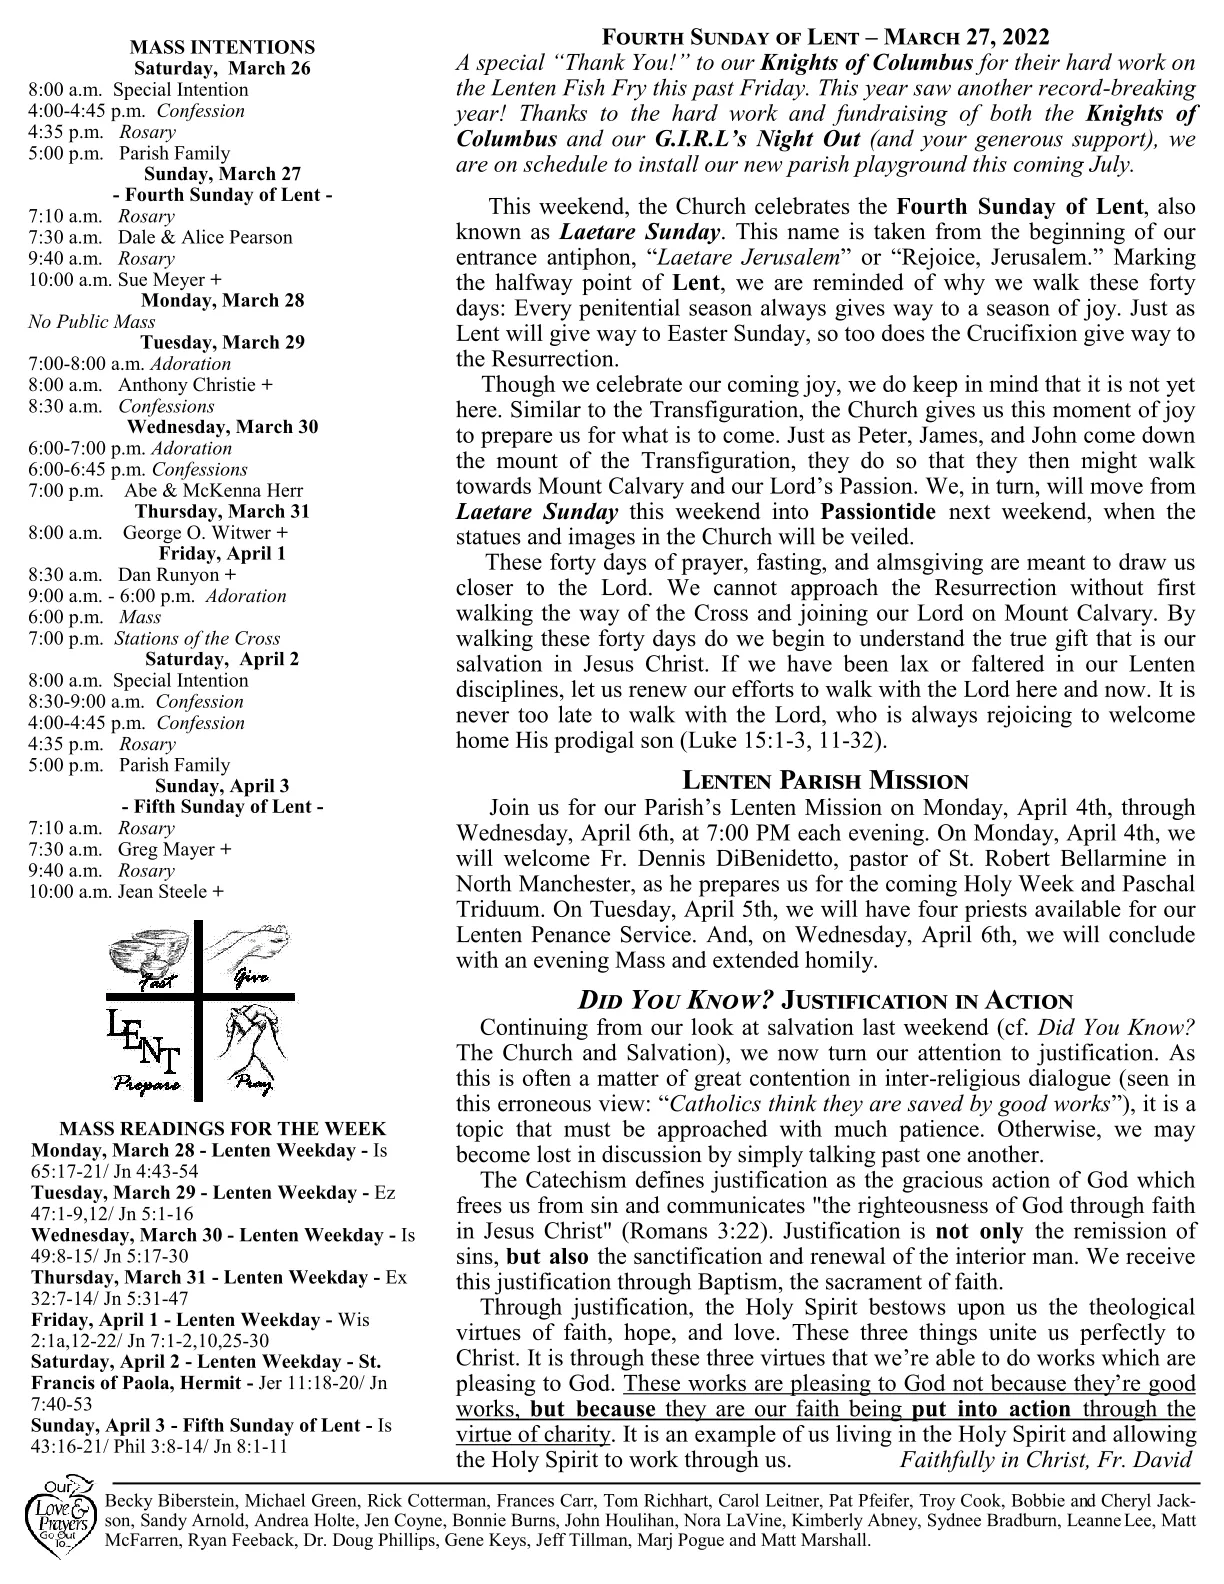 MASS INTENTIONS
Saturday, March 26
8:00 a.m. Special Intention
4:00-4:45 p.m. Confession
4:35 p.m. Rosary
5:00 p.m. Parish Family
Sunday, March 27
- Fourth Sunday of Lent -
7:10 a.m. Rosary
7:30 a.m. Dale & Alice Pearson
9:40 a.m. Rosary
10:00 a.m. Sue Meyer +
Monday, March 28
No Public Mass
Tuesday, March 29
7:00-8:00 a.m. Adoration
8:00 a.m. Anthony Christie +
8:30 a.m. Confessions
Wednesday, March 30
6:00-7:00 p.m. Adoration
6:00-6:45 p.m. Confessions
7:00 p.m. Abe & McKenna Herr
Thursday, March 31
8:00 a.m. George O. Witwer +
Friday, April 1
8:30 a.m. Dan Runyon +
9:00 a.m. - 6:00 p.m. Adoration
6:00 p.m. Mass
7:00 p.m. Stations of the Cross
Saturday, April 2
8:00 a.m. Special Intention
8:30-9:00 a.m. Confession
4:00-4:45 p.m. Confession
4:35 p.m. Rosary
5:00 p.m. Parish Family
Sunday, April 3
- Fifth Sunday of Lent -
7:10 a.m. Rosary
7:30 a.m. Greg Mayer +
9:40 a.m. Rosary
10:00 a.m. Jean Steele +
Fast Give
LENT
Prepare Pray
MASS READINGS FOR THE WEEK
Monday, March 28 - Lenten Weekday - Is
65:17-21/ Jn 4:43-54
Tuesday, March 29 - Lenten Weekday - Ez
47:1-9,12/ Jn 5:1-16
Wednesday, March 30 - Lenten Weekday - Is
49:8-15/ Jn 5:17-30
Thursday, March 31 - Lenten Weekday - Ex
32:7-14/ Jn 5:31-47
Friday, April 1 - Lenten Weekday - Wis
2:1a,12-22/ Jn 7:1-2,10,25-30
Saturday, April 2 - Lenten Weekday - St.
Francis of Paola, Hermit - Jer 11:18-20/ Jn
7:40-53
Sunday, April 3 - Fifth Sunday of Lent - Is
43:16-21/ Phil 3:8-14/ Jn 8:1-11
FOURTH SUNDAY OF LENT – MARCH 27, 2022
A special “Thank You!” to our Knights of Columbus for their hard work on
the Lenten Fish Fry this past Friday. This year saw another record-breaking
year! Thanks to the hard work and fundraising of both the Knights of
Columbus and our G.I.R.L’s Night Out (and your generous support), we
are on schedule to install our new parish playground this coming July.
This weekend, the Church celebrates the Fourth Sunday of Lent, also
known as Laetare Sunday. This name is taken from the beginning of our
entrance antiphon, “Laetare Jerusalem” or “Rejoice, Jerusalem.” Marking
the halfway point of Lent, we are reminded of why we walk these forty
days: Every penitential season always gives way to a season of joy. Just as
Lent will give way to Easter Sunday, so too does the Crucifixion give way to
the Resurrection.
Though we celebrate our coming joy, we do keep in mind that it is not yet
here. Similar to the Transfiguration, the Church gives us this moment of joy
to prepare us for what is to come. Just as Peter, James, and John come down
the mount of the Transfiguration, they do so that they then might walk
towards Mount Calvary and our Lord’s Passion. We, in turn, will move from
Laetare Sunday this weekend into Passiontide next weekend, when the
statues and images in the Church will be veiled.
These forty days of prayer, fasting, and almsgiving are meant to draw us
closer to the Lord. We cannot approach the Resurrection without first
walking the way of the Cross and joining our Lord on Mount Calvary. By
walking these forty days do we begin to understand the true gift that is our
salvation in Jesus Christ. If we have been lax or faltered in our Lenten
disciplines, let us renew our efforts to walk with the Lord here and now. It is
never too late to walk with the Lord, who is always rejoicing to welcome
home His prodigal son (Luke 15:1-3, 11-32).
LENTEN PARISH MISSION
Join us for our Parish’s Lenten Mission on Monday, April 4th, through
Wednesday, April 6th, at 7:00 PM each evening. On Monday, April 4th, we
will welcome Fr. Dennis DiBenidetto, pastor of St. Robert Bellarmine in
North Manchester, as he prepares us for the coming Holy Week and Paschal
Triduum. On Tuesday, April 5th, we will have four priests available for our
Lenten Penance Service. And, on Wednesday, April 6th, we will conclude
with an evening Mass and extended homily.
DID YOU KNOW? JUSTIFICATION IN ACTION
Continuing from our look at salvation last weekend (cf. Did You Know?
The Church and Salvation), we now turn our attention to justification. As
this is often a matter of great contention in inter-religious dialogue (seen in
this erroneous view: “Catholics think they are saved by good works”), it is a
topic that must be approached with much patience. Otherwise, we may
become lost in discussion by simply talking past one another.
The Catechism defines justification as the gracious action of God which
frees us from sin and communicates "the righteousness of God through faith
in Jesus Christ" (Romans 3:22). Justification is not only the remission of
sins, but also the sanctification and renewal of the interior man. We receive
this justification through Baptism, the sacrament of faith.
Through justification, the Holy Spirit bestows upon us the theological
virtues of faith, hope, and love. These three things unite us perfectly to
Christ. It is through these three virtues that we’re able to do works which are
pleasing to God. These works are pleasing to God not because they’re good
works, but because they are our faith being put into action through the
virtue of charity. It is an example of us living in the Holy Spirit and allowing
the Holy Spirit to work through us. Faithfully in Christ, Fr. David
Our
Love &
Prayers
Go Out
To...
Becky Biberstein, Michael Green, Rick Cotterman, Frances Carr, Tom Richhart, Carol Leitner, Pat Pfeifer, Troy Cook, Bobbie and Cheryl Jack-
son, Sandy Arnold, Andrea Holte, Jen Coyne, Bonnie Burns, John Houlihan, Nora LaVine, Kimberly Abney, Sydnee Bradburn, Leanne Lee, Matt
McFarren, Ryan Feeback, Dr. Doug Phillips, Gene Keys, Jeff Tillman, Marj Pogue and Matt Marshall.